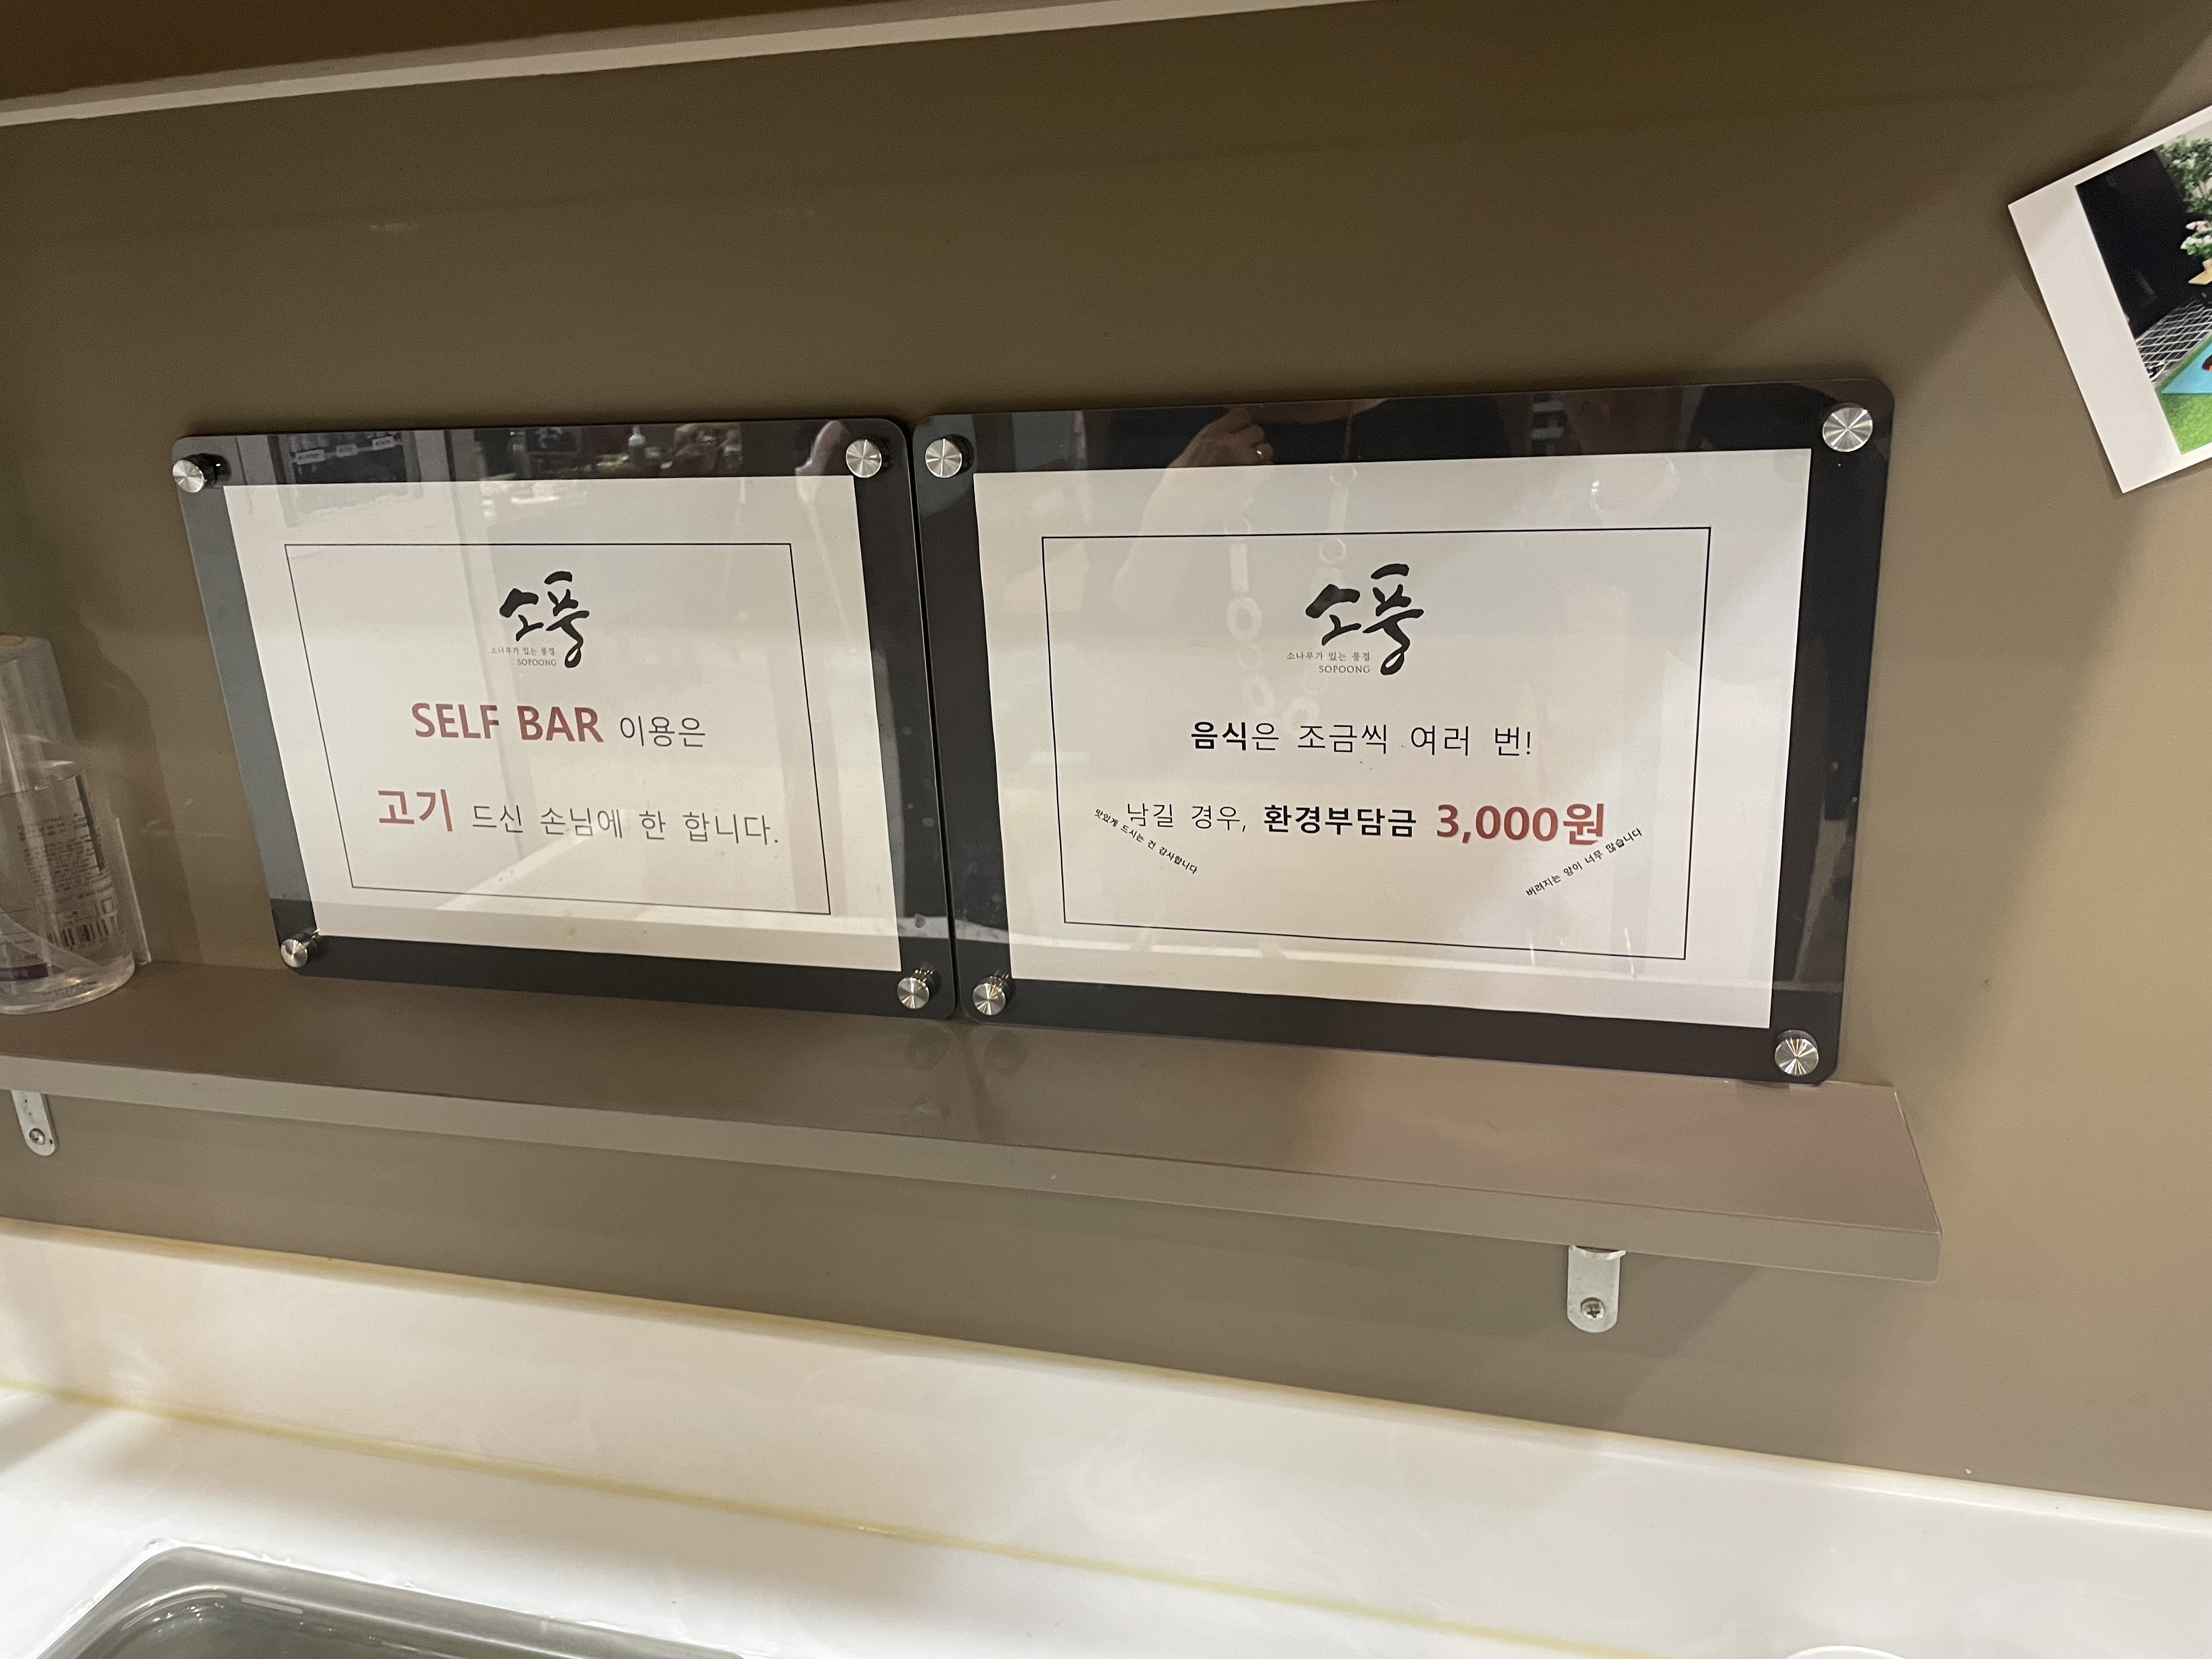 소풍
소나무가 있는 풍경
SOPOONG
SELF BAR 이용은
고기 드신 손님에 한 합니다.
소풍
소나무가 있는 풍경
SOPOONG
음식은 조금씩 여러 번!
남길 경우, 환경부담금 3,000원
맛있게 드시는 건 감사합니다
버려지는 양이 너무 많습니다